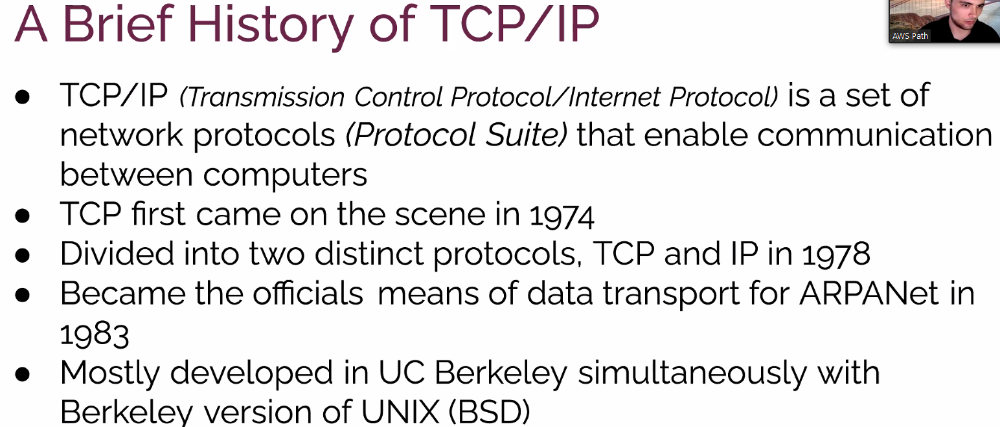 A Brief History of TCP/IP
AWS Path
● TCP/IP (Transmission Control Protocol/Internet Protocol) is a set of
network protocols (Protocol Suite) that enable communication
between computers
● TCP first came on the scene in 1974
● Divided into two distinct protocols, TCP and IP in 1978
● Became the officials means of data transport for ARPANet in
1983
● Mostly developed in UC Berkeley simultaneously with
Berkeley version of UNIX (BSD)